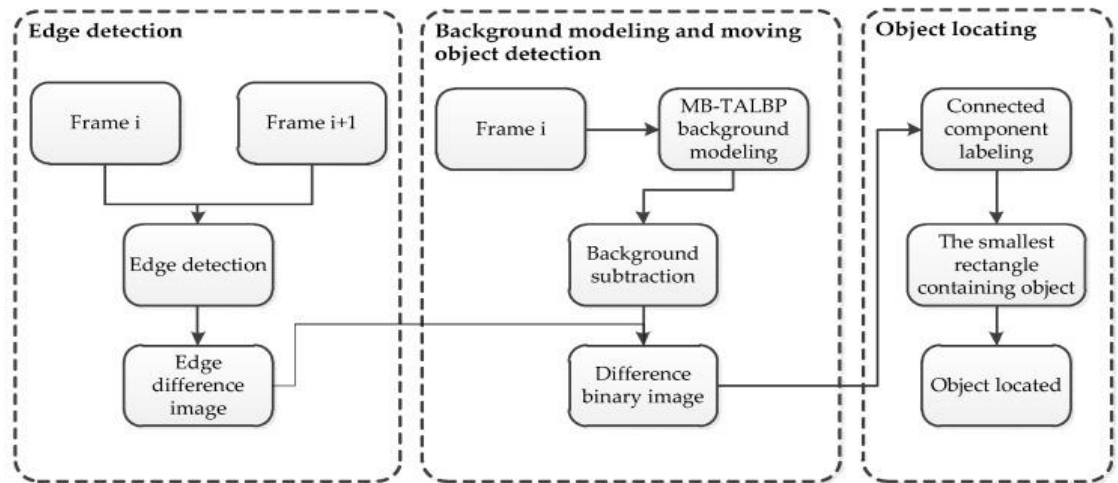 Edge detection
Frame i
Frame i+1
Edge detection
Edge
difference
image
Background modeling and moving
object detection
Frame i
MB-TALBP
background
modeling
Background
subtraction
Difference
binary image
Object locating
Connected
component
labeling
The smallest
rectangle
containing object
Object located